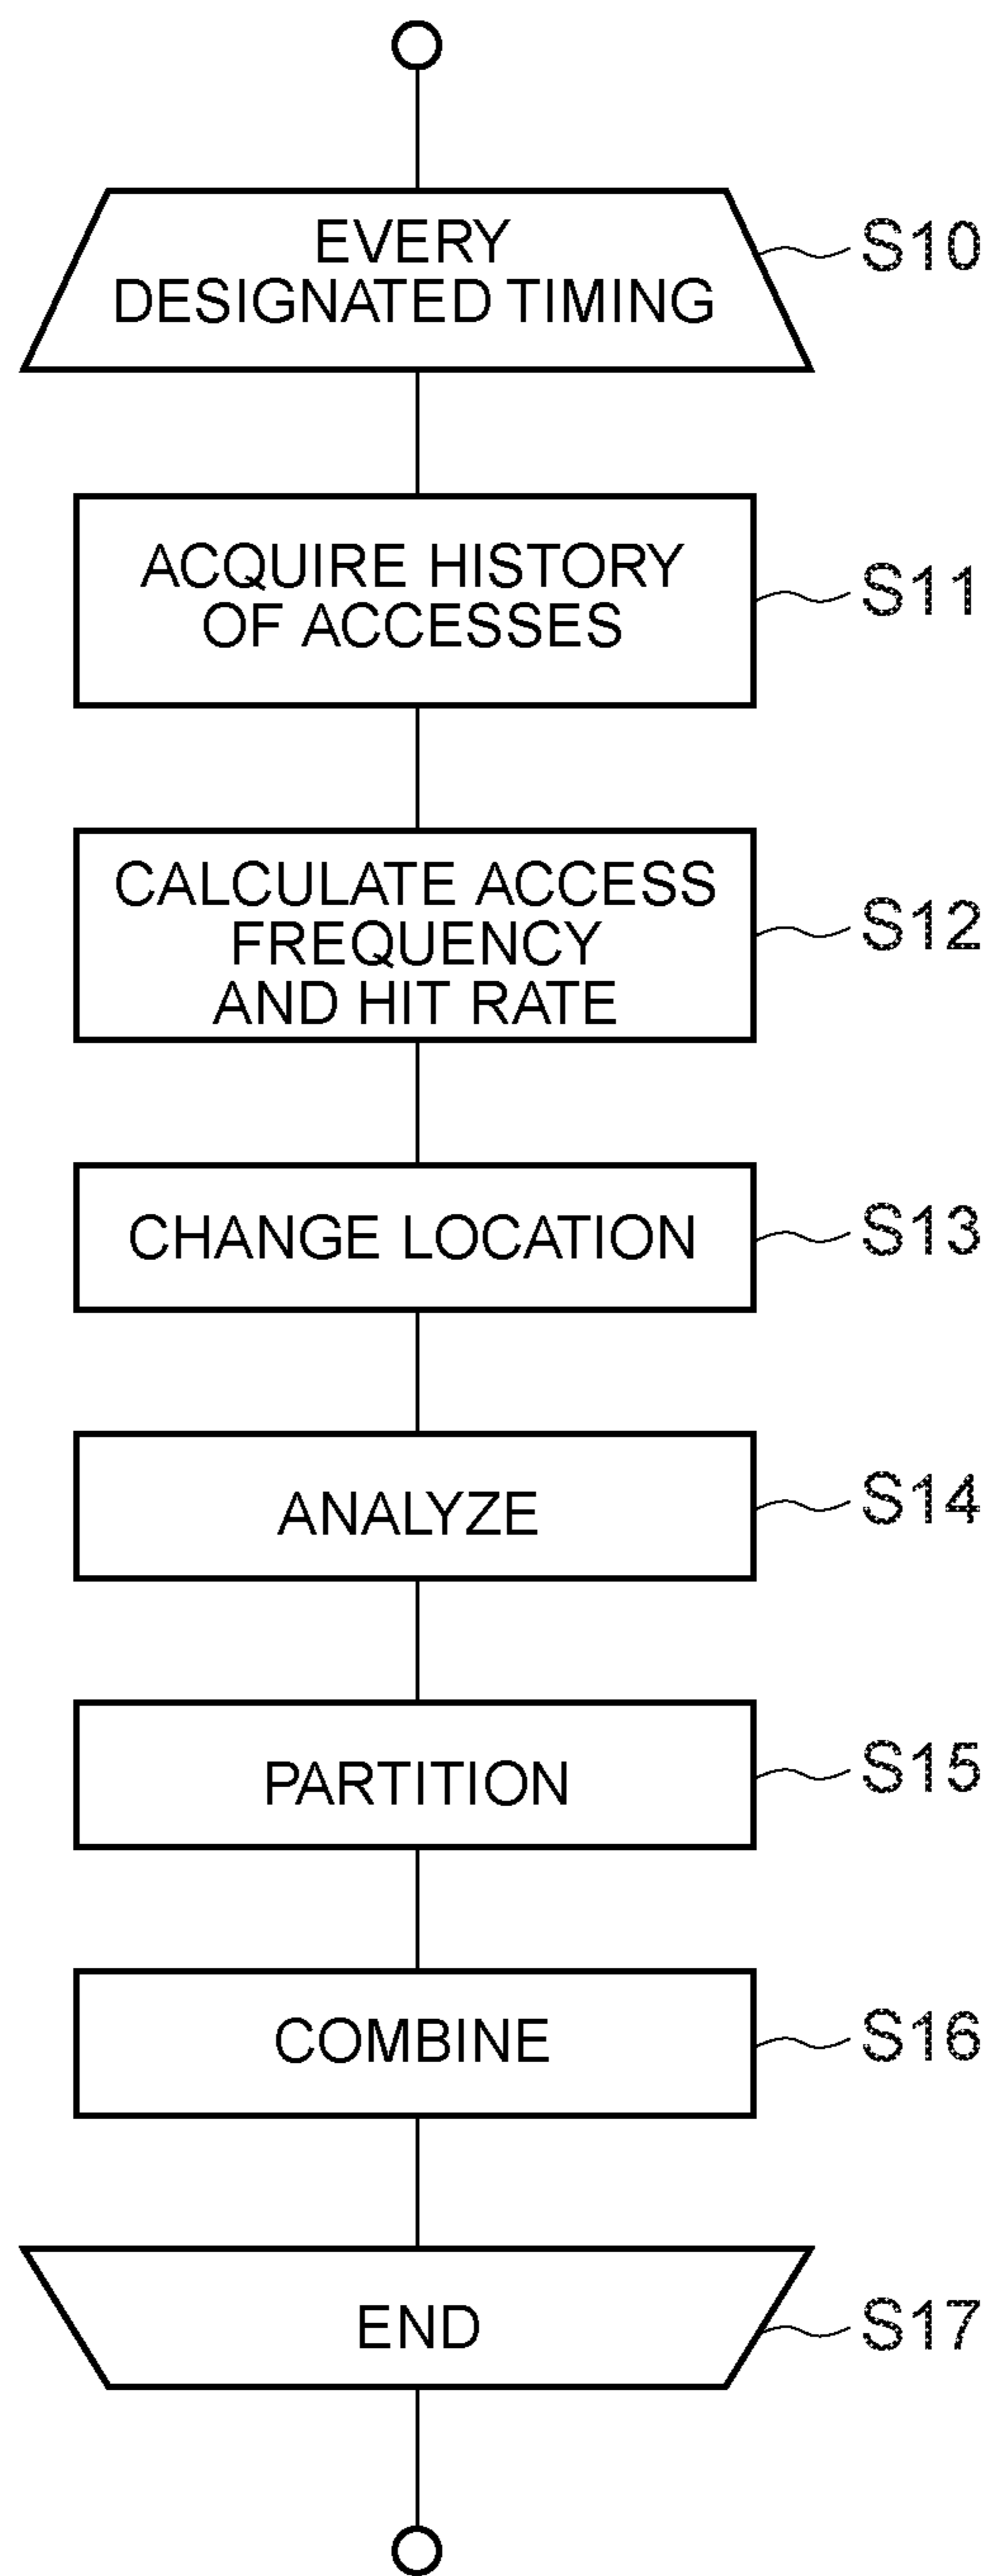 EVERY
DESIGNATED TIMING
S10
ACQUIRE HISTORY
OF ACCESSES
S11
CALCULATE ACCESS
FREQUENCY
AND HIT RATE
S12
CHANGE LOCATION
S13
ANALYZE
S14
PARTITION
S15
COMBINE
S16
END
S17